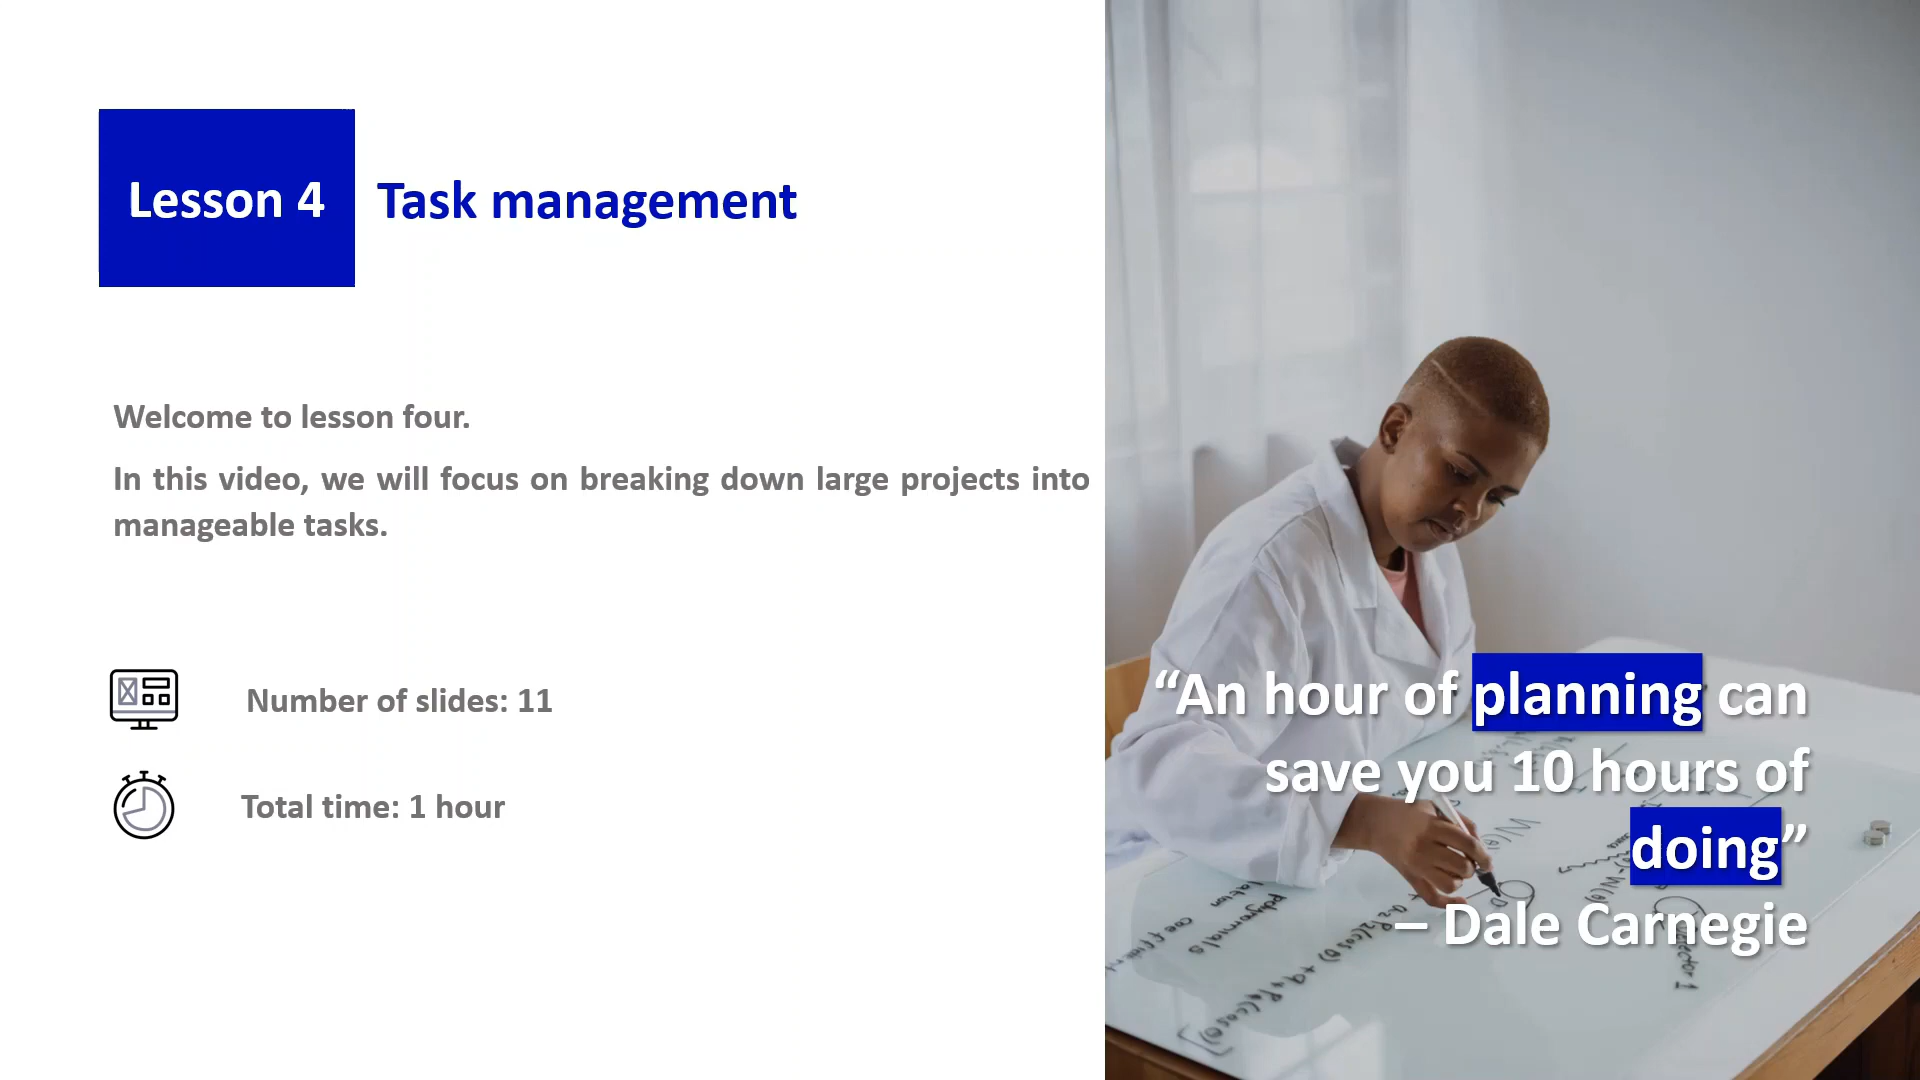 Lesson 4
Task management
Welcome to lesson four.
In this video, we will focus on breaking down large projects into
manageable tasks.
Number of slides: 11
Total time: 1 hour
“An hour of planning can
save you 10 hours of
doing”
– Dale Carnegie
polynomials
coefficient